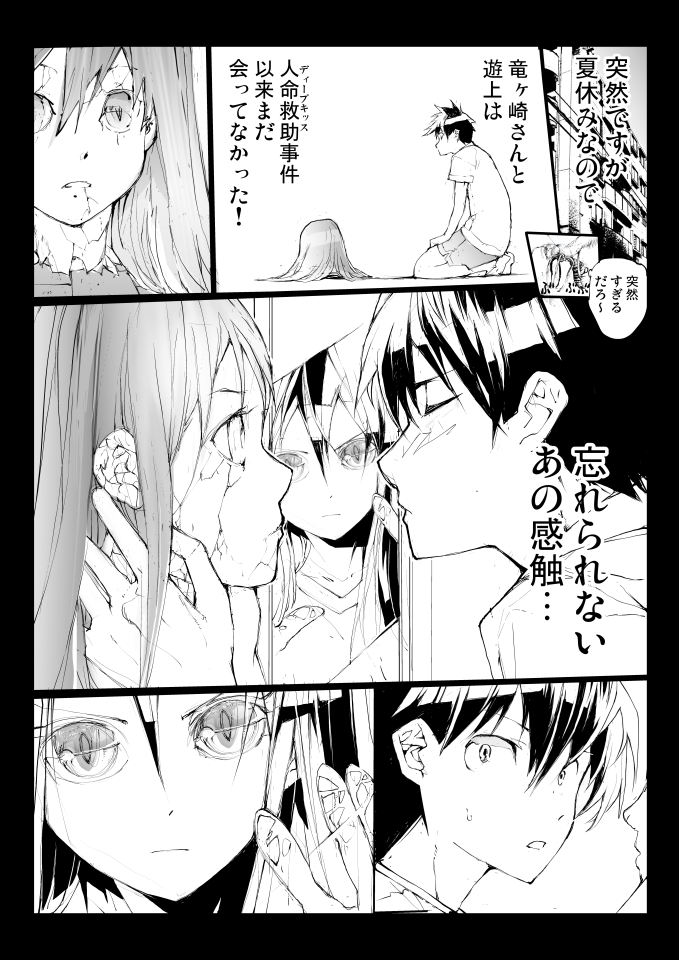 突然ですが
夏休みなので
突然
すぎる
だろ～
竜ヶ崎さんと
遊上は
人命救助事件
ディープキッス
以来まだ
会ってなかった！
忘れられない
あの感触…